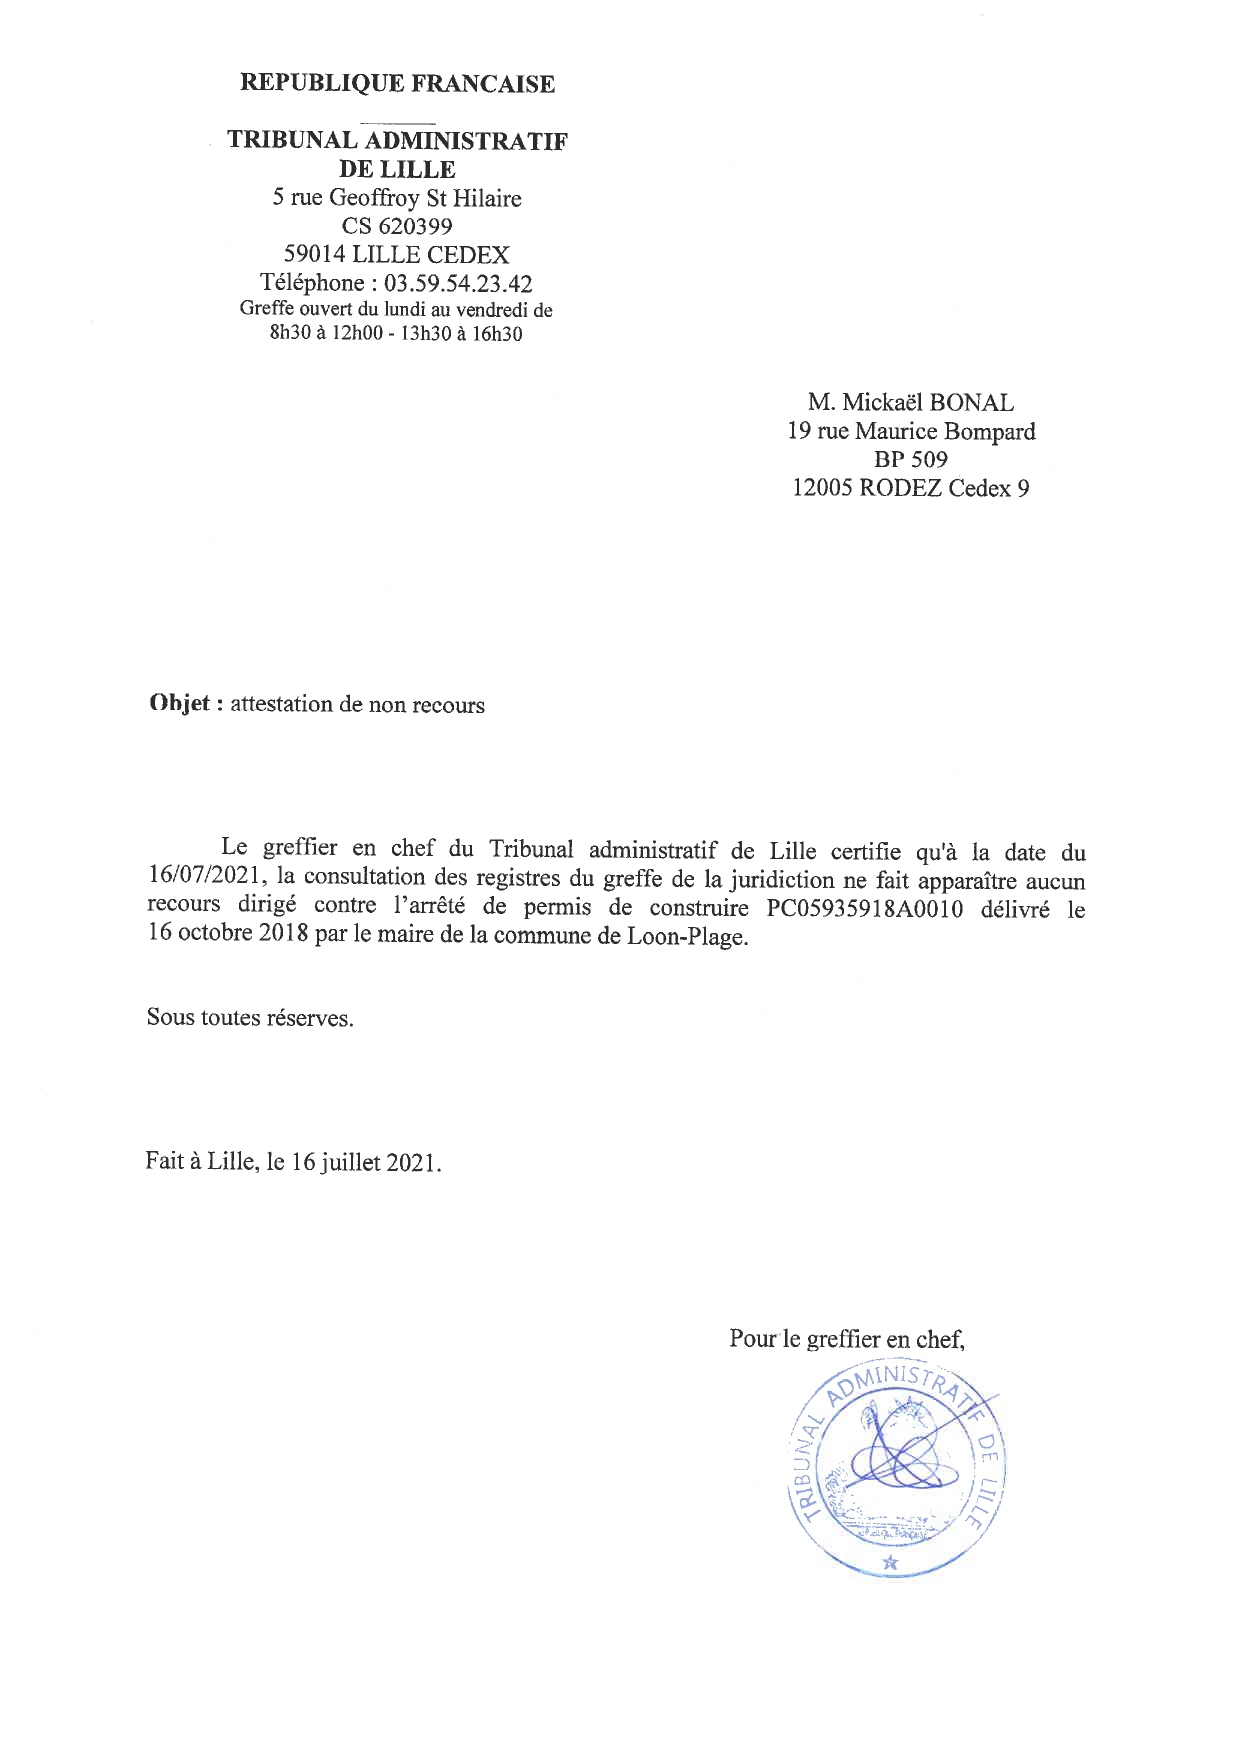 REPUBLIQUE FRANCAISE
TRIBUNAL ADMINISTRATIF
DE LILLE
5 rue Geoffroy St Hilaire
CS 620399
59014 LILLE CEDEX
Téléphone : 03.59.54.23.42
Greffe ouvert du lundi au vendredi de
8h30 à 12h00 - 13h30 à 16h30
M. Mickaël BONAL
19 rue Maurice Bompard
BP 509
12005 RODEZ Cedex 9
Objet : attestation de non recours
Le greffier en chef du Tribunal administratif de Lille certifie qu'à la date du
16/07/2021, la consultation des registres du greffe de la juridiction ne fait apparaître aucun
recours dirigé contre l’arrêté de permis de construire PC05935918A0010 délivré le
16 octobre 2018 par le maire de la commune de Loon-Plage.
Sous toutes réserves.
Fait à Lille, le 16 juillet 2021.
Pour le greffier en chef,
TRIBUNAL ADMINISTRATIF DE LILLE